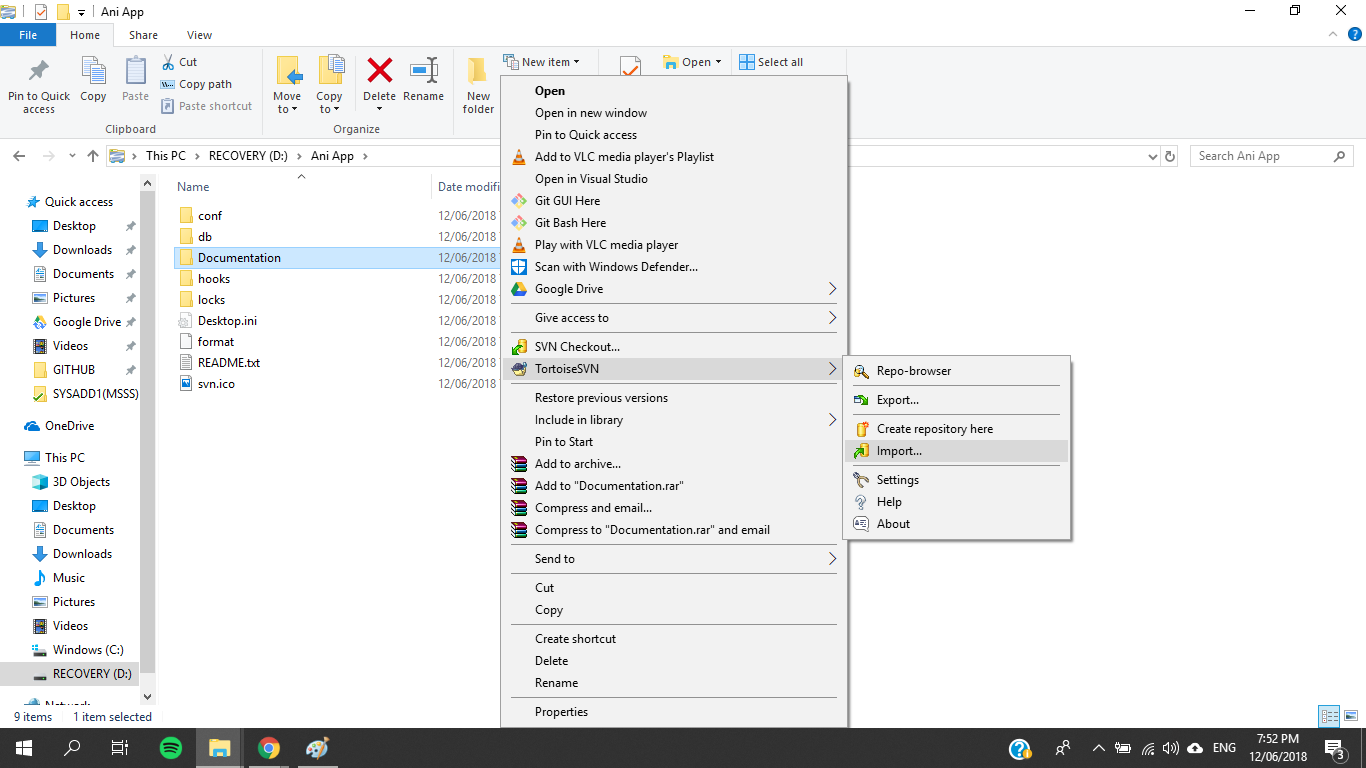 Ani App
File Home Share View
Pin to Quick access
Copy
Paste
Cut
Copy path
Paste shortcut
Clipboard
Move to
Copy to
Delete
Rename
Organize
New folder
New item
Open
Select all
This PC
RECOVERY (D:)
Ani App
Search Ani App
Quick access
Desktop
Downloads
Documents
Pictures
Google Drive
Videos
GITHUB
SYSADD1(MSSS)
OneDrive
This PC
3D Objects
Desktop
Documents
Downloads
Music
Pictures
Videos
Windows (C:)
RECOVERY (D:)
Network
Name Date modifi
conf 12/06/2018
db 12/06/2018
Documentation 12/06/2018
hooks 12/06/2018
locks 12/06/2018
Desktop.ini 12/06/2018
format 12/06/2018
README.txt 12/06/2018
svn.ico 12/06/2018
Open
Open in new window
Pin to Quick access
Add to VLC media player's Playlist
Open in Visual Studio
Git GUI Here
Git Bash Here
Play with VLC media player
Scan with Windows Defender...
Google Drive
Give access to
SVN Checkout...
TortoiseSVN
Restore previous versions
Include in library
Pin to Start
Add to archive...
Add to "Documentation.rar"
Compress and email...
Compress to "Documentation.rar" and email
Send to
Cut
Copy
Create shortcut
Delete
Rename
Properties
Repo-browser
Export...
Create repository here
Import...
Settings
Help
About
9 items 1 item selected
ENG
7:52 PM
12/06/2018
3